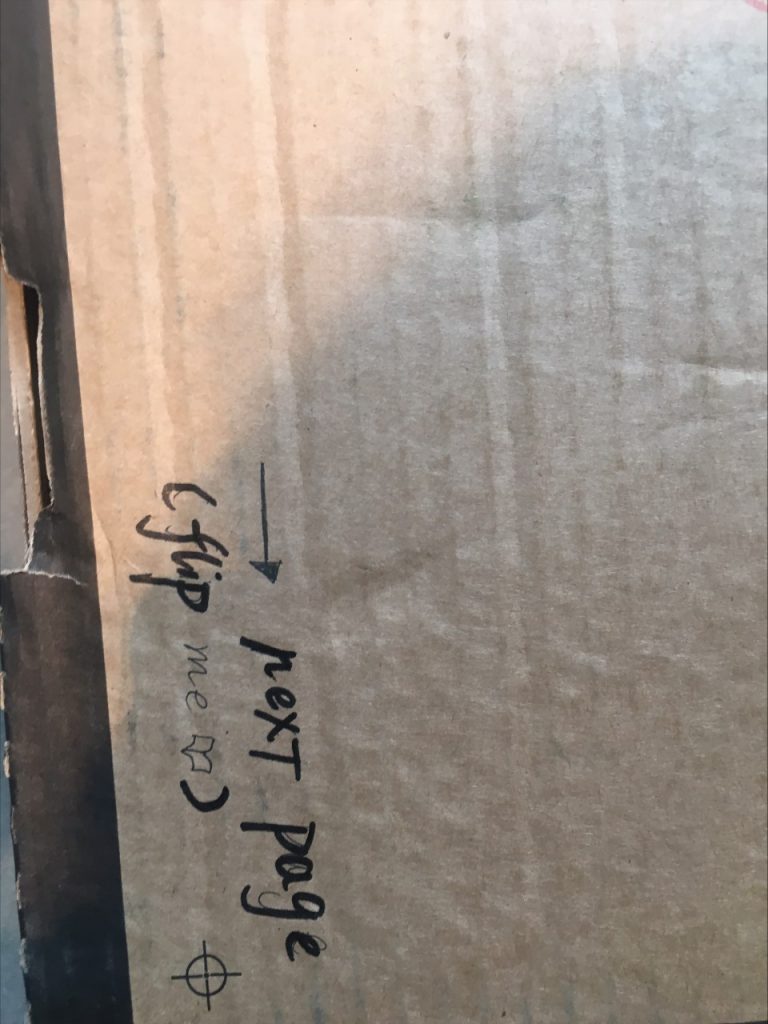 → next page
(flip me)